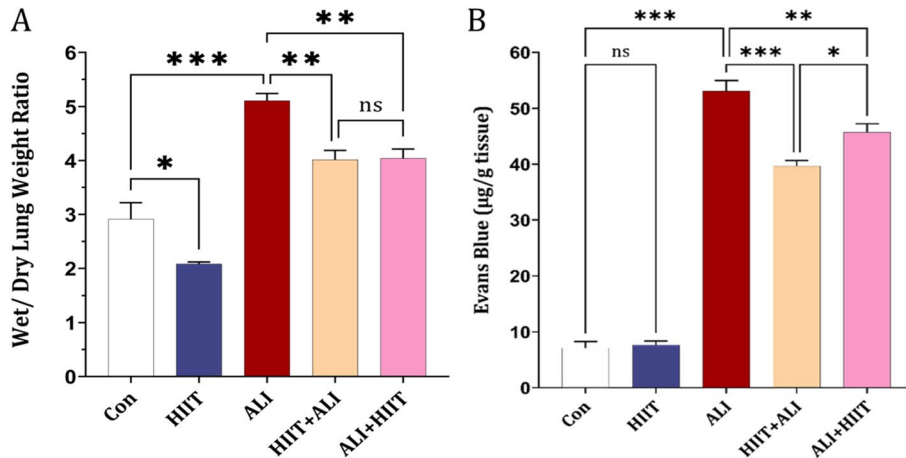 A
Wet/ Dry Lung Weight Ratio
6
5
4
3
2
1
0
***
**
**
ns
*
Con
HIIT
ALI
HIIT+ALI
ALI+HIIT
B
Evans Blue (µg/g tissue)
60
50
40
30
20
10
0
***
**
ns
***
*
Con
HIIT
ALI
HIIT+ALI
ALI+HIIT